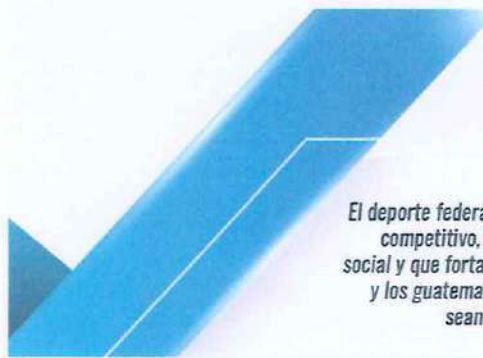 El deporte federa
competitivo,
social y que forta
y los guatema
sean